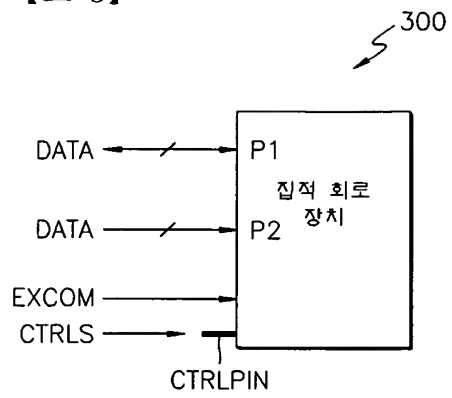 300
DATA
P1
집적 회로
장치
DATA
P2
EXCOM
CTRLS
CTRLPIN